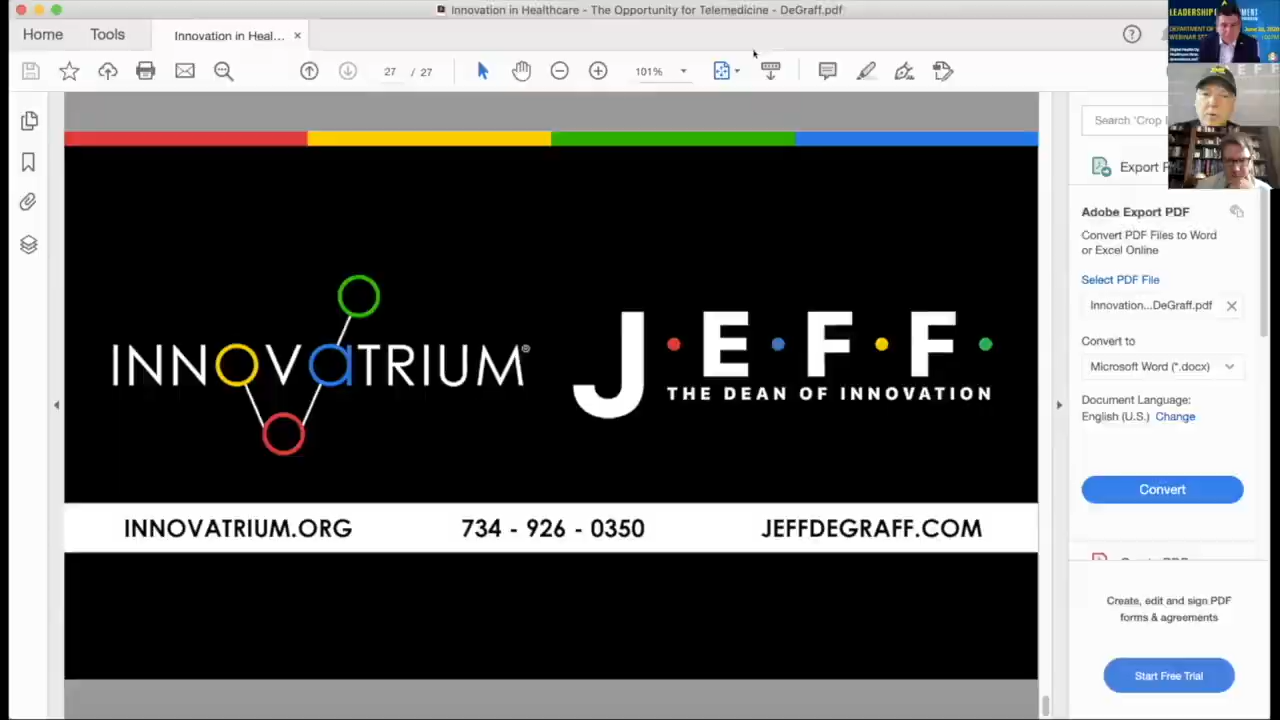 Innovation in Healthcare - The Opportunity for Telemedicine - DeGraff.pdf
Home
Tools
Innovation in Heal...
27 / 27
101%
INNOVATRIUM®
J·E·F·F·
THE DEAN OF INNOVATION
INNOVATRIUM.ORG
734 - 926 - 0350
JEFFDEGRAFF.COM
LEADERSHIP
Search 'Crop
Export
Adobe Export PDF
Convert PDF Files to Word
or Excel Online
Select PDF File
Innovation...DeGraff.pdf
Convert to
Microsoft Word (*.docx)
Document Language:
English (U.S.) Change
Convert
Create, edit and sign PDF
forms & agreements
Start Free Trial